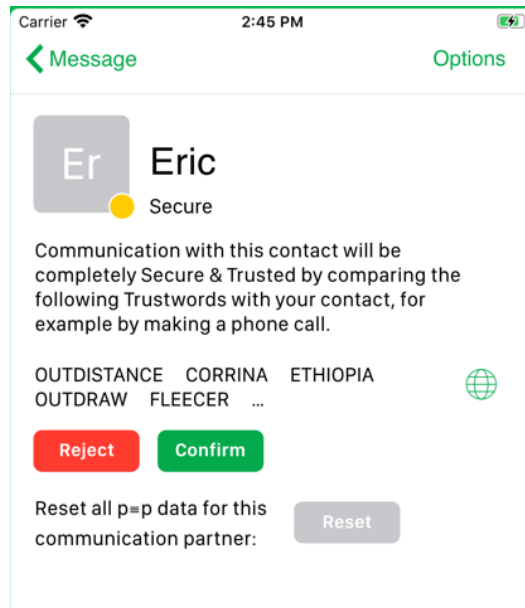 Carrier 2:45 PM
Message Options
Er
Eric
Secure
Communication with this contact will be
completely Secure & Trusted by comparing the
following Trustwords with your contact, for
example by making a phone call.
OUTDISTANCE CORRINA ETHIOPIA
OUTDRAW FLEECER ...
Reject Confirm
Reset all p≡p data for this
communication partner:
Reset